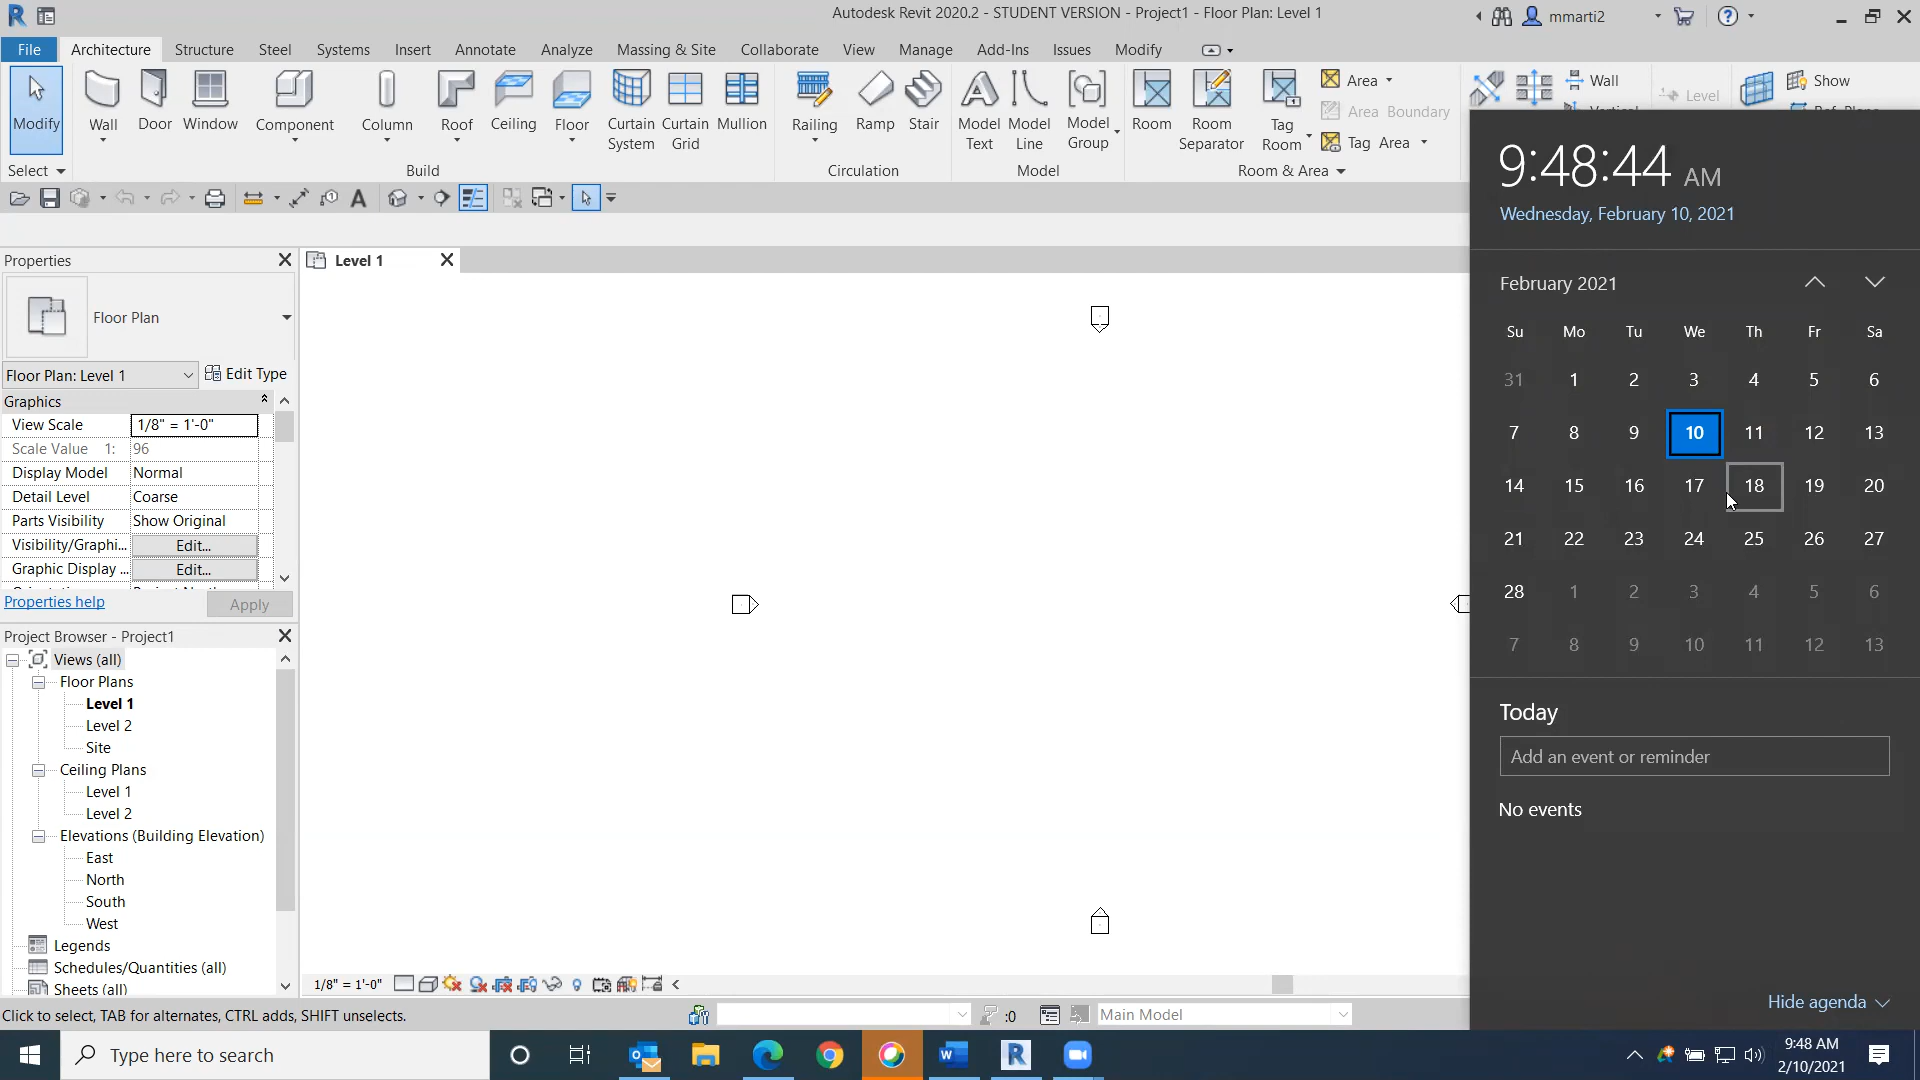 Autodesk Revit 2020.2 - STUDENT VERSION - Project1 - Floor Plan: Level 1
mmarti2
File Architecture Structure Steel Systems Insert Annotate Analyze Massing & Site Collaborate View Manage Add-Ins Issues Modify
Modify
Wall
Door
Window
Component
Column
Roof
Ceiling
Floor
Curtain System
Curtain Grid
Mullion
Railing
Ramp
Stair
Model Text
Model Line
Model Group
Room
Room Separator
Tag Room
Area
Area Boundary
Tag Area
Wall
Level
Show
Select
Build
Circulation
Model
Room & Area
Properties
Level 1
Floor Plan
Floor Plan: Level 1
Edit Type
Graphics
View Scale 1/8" = 1'-0"
Scale Value 1: 96
Display Model Normal
Detail Level Coarse
Parts Visibility Show Original
Visibility/Graphi... Edit...
Graphic Display ... Edit...
Properties help
Apply
Project Browser - Project1
Views (all)
Floor Plans
Level 1
Level 2
Site
Ceiling Plans
Level 1
Level 2
Elevations (Building Elevation)
East
North
South
West
Legends
Schedules/Quantities (all)
Sheets (all)
1/8" = 1'-0"
Click to select, TAB for alternates, CTRL adds, SHIFT unselects.
:0
Main Model
9:48:44 AM
Wednesday, February 10, 2021
February 2021
Su Mo Tu We Th Fr Sa
31 1 2 3 4 5 6
7 8 9 10 11 12 13
14 15 16 17 18 19 20
21 22 23 24 25 26 27
28 1 2 3 4 5 6
7 8 9 10 11 12 13
Today
Add an event or reminder
No events
Hide agenda
Type here to search
9:48 AM
2/10/2021